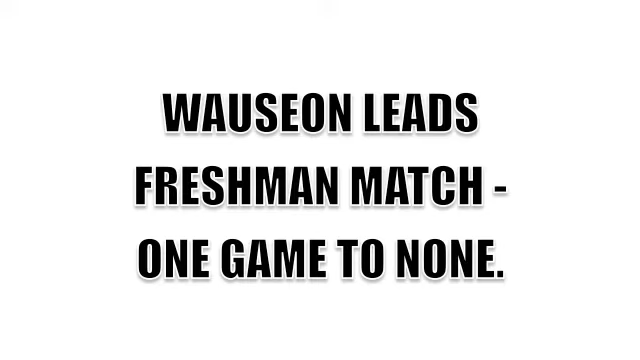 WAUSEON LEADS
FRESHMAN MATCH -
ONE GAME TO NONE.